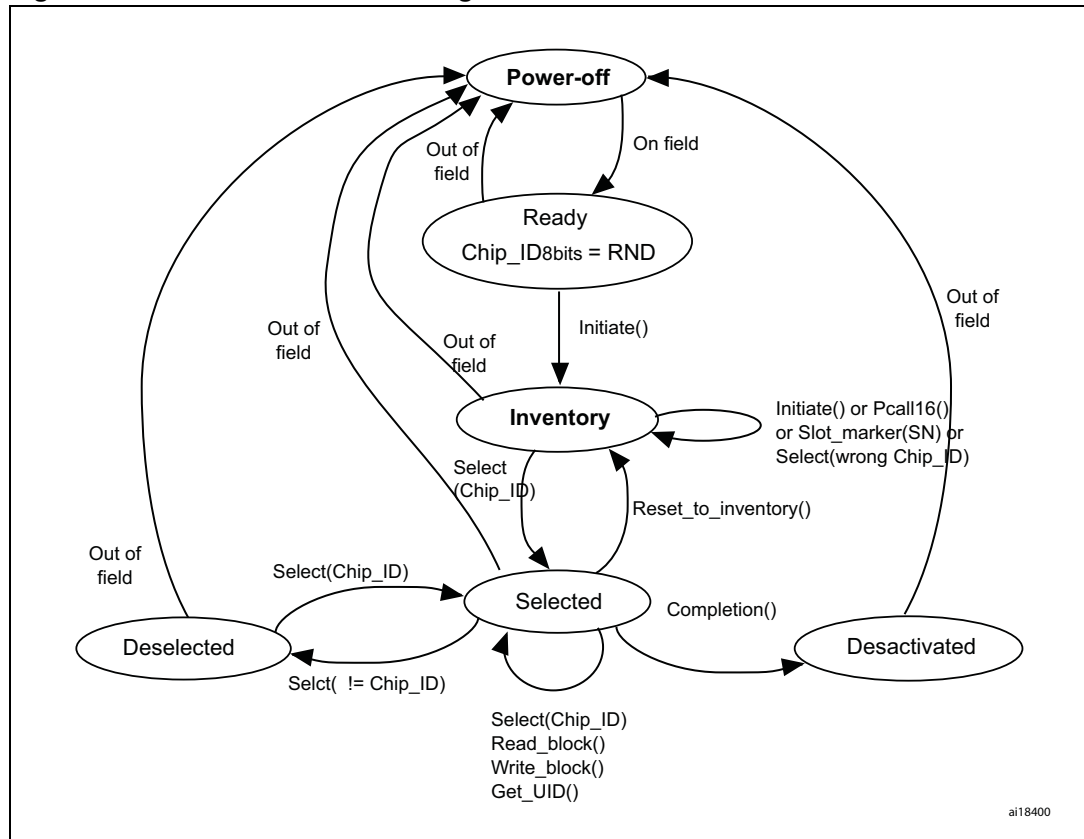 Power-off
On field
Out of
field
Ready
Chip_ID8bits = RND
Out of
field
Out of
field
Initiate()
Out of
field
Inventory
Initiate() or Pcall16()
or Slot_marker(SN) or
Select(wrong Chip_ID)
Select
(Chip_ID)
Reset_to_inventory()
Out of
field
Select(Chip_ID)
Selected
Completion()
Deselected
Desactivated
Selct(  != Chip_ID)
Select(Chip_ID)
Read_block()
Write_block()
Get_UID()
ai18400